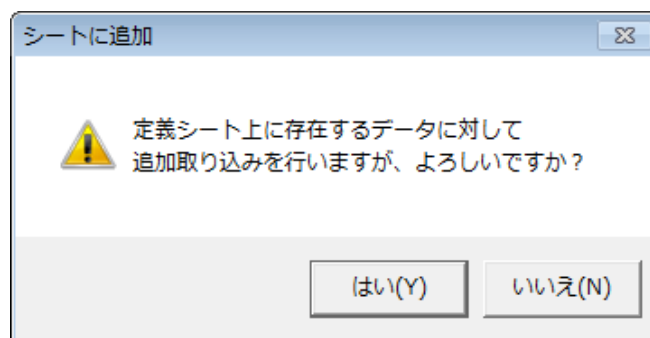 シートに追加
定義シート上に存在するデータに対して
追加取り込みを行いますが、よろしいですか？
はい(Y)
いいえ(N)